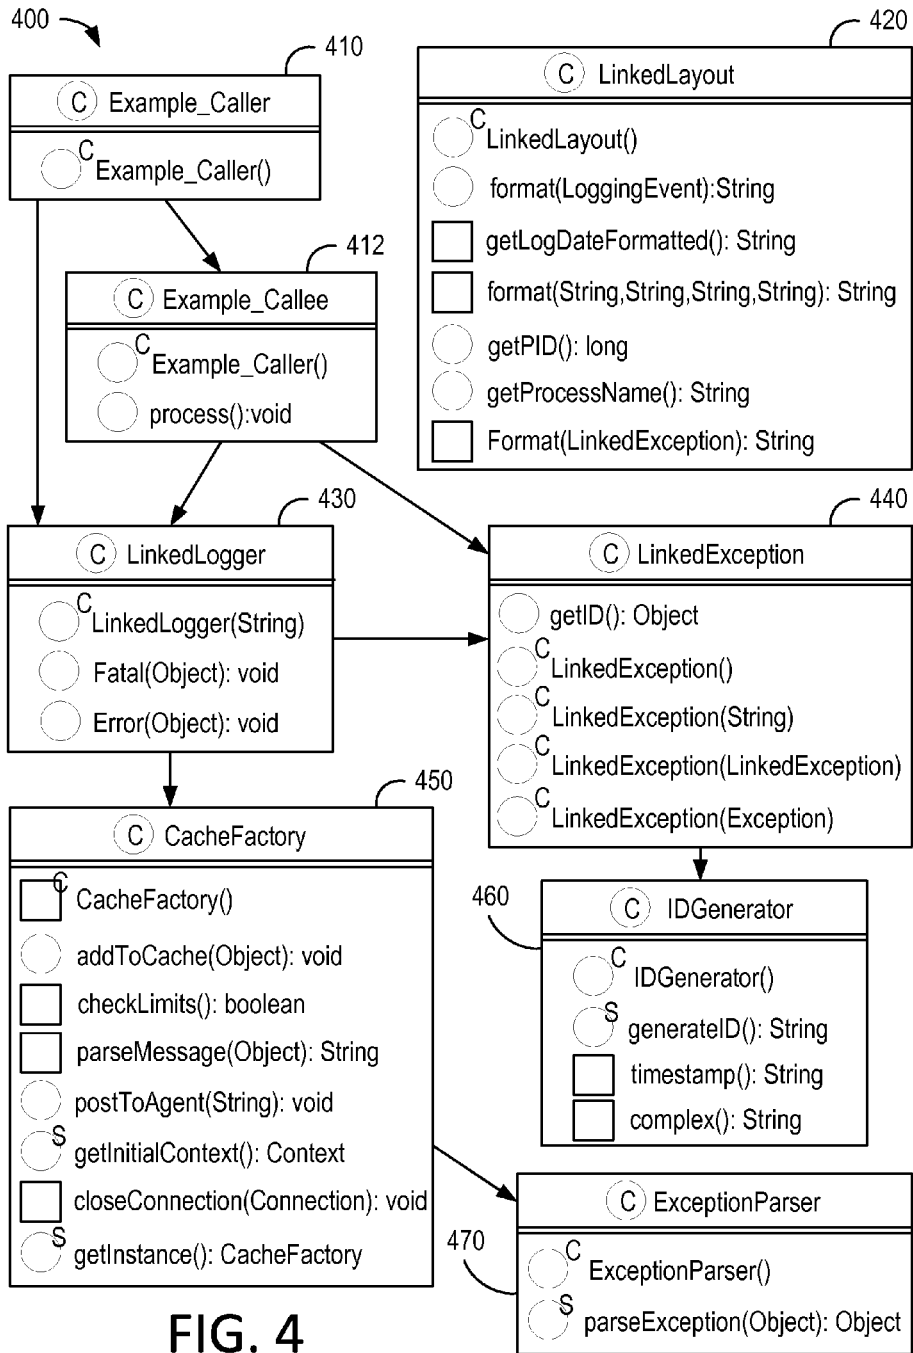 400
410
C Example_Caller
C Example_Caller()
420
C LinkedLayout
C LinkedLayout()
format(LoggingEvent):String
getLogDateFormatted(): String
format(String,String,String,String): String
getPID(): long
getProcessName(): String
Format(LinkedException): String
412
C Example_Callee
C Example_Caller()
process():void
430
C LinkedLogger
C LinkedLogger(String)
Fatal(Object): void
Error(Object): void
440
C LinkedException
getID(): Object
C LinkedException()
C LinkedException(String)
C LinkedException(LinkedException)
C LinkedException(Exception)
450
C CacheFactory
C CacheFactory()
addToCache(Object): void
checkLimits(): boolean
parseMessage(Object): String
postToAgent(String): void
S getInitialContext(): Context
closeConnection(Connection): void
S getInstance(): CacheFactory
460
C IDGenerator
C IDGenerator()
S generateID(): String
timestamp(): String
complex(): String
470
C ExceptionParser
C ExceptionParser()
S parseException(Object): Object
FIG. 4